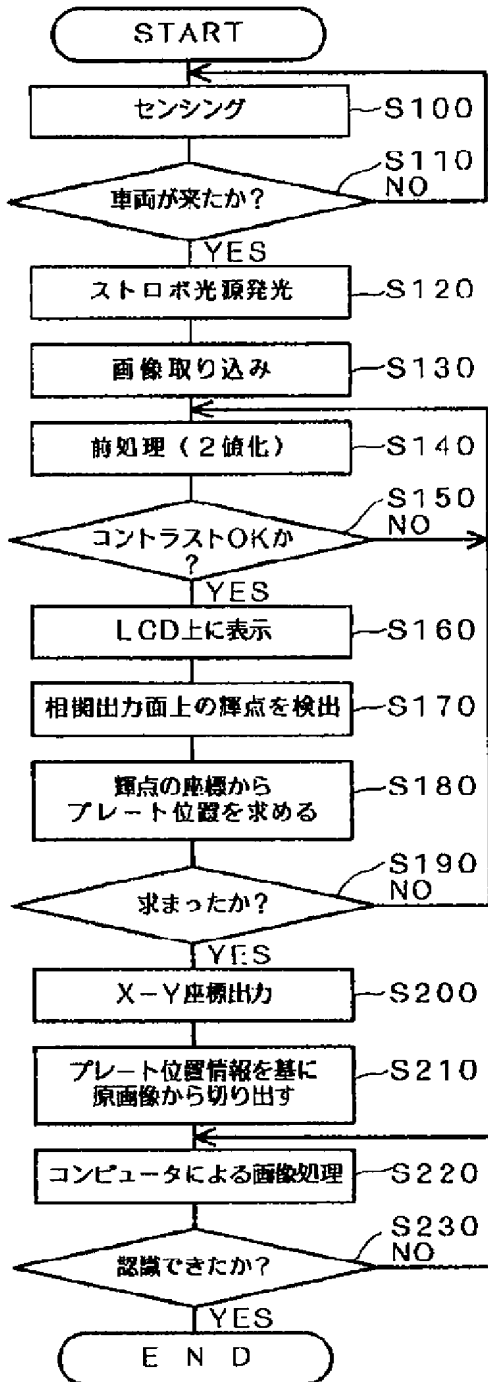 START
センシング
S100
車両が来たか?
S110
NO
YES
ストロボ光源発光
S120
画像取り込み
S130
前処理(2値化)
S140
コントラストOKか
?
S150
NO
YES
LCD上に表示
S160
相関出力面上の輝点を検出
S170
輝点の座標から
プレート位置を求める
S180
求まったか?
S190
NO
YES
X-Y座標出力
S200
プレート位置情報を基に
原画像から切り出す
S210
コンピュータによる画像処理
S220
認識できたか?
S230
NO
YES
END